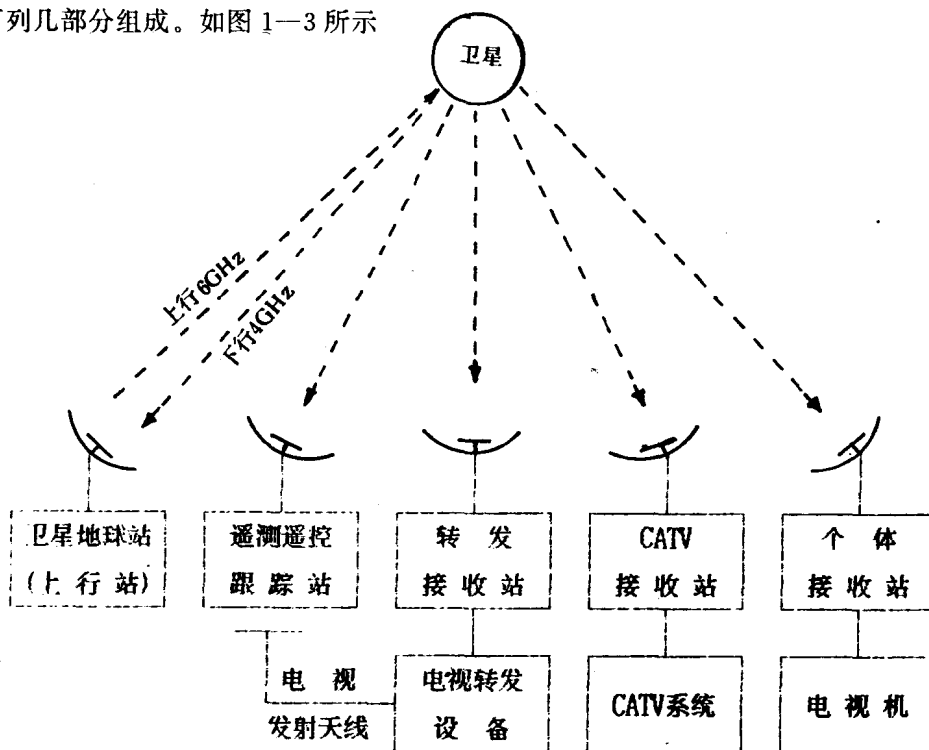 列几部分组成。如图 1—3 所示
卫星
上行6GHz
下行4GHz
卫星地球站
(上 行 站)
遥测遥控
跟 踪 站
转 发
接 收 站
CATV
接 收 站
个 体
接 收 站
电 视
发射天线
电视转发
设 备
CATV系统
电 视 机